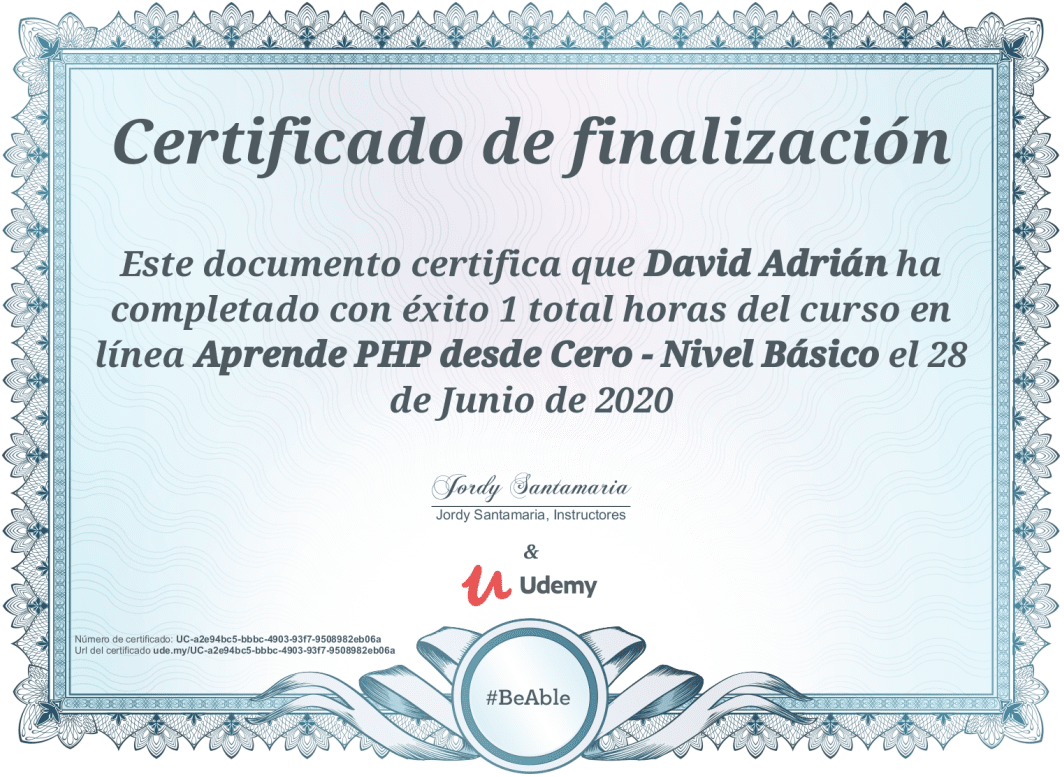 Certificado de finalización
Este documento certifica que David Adrián ha
completado con éxito 1 total horas del curso en
línea Aprende PHP desde Cero - Nivel Básico el 28
de Junio de 2020
Jordy Santamaria
Jordy Santamaria, Instructores
&
Udemy
Número de certificado: UC-a2e94bc5-bbbc-4903-93f7-9508982eb06a
Url del certificado ude.my/UC-a2e94bc5-bbbc-4903-93f7-9508982eb06a
#BeAble